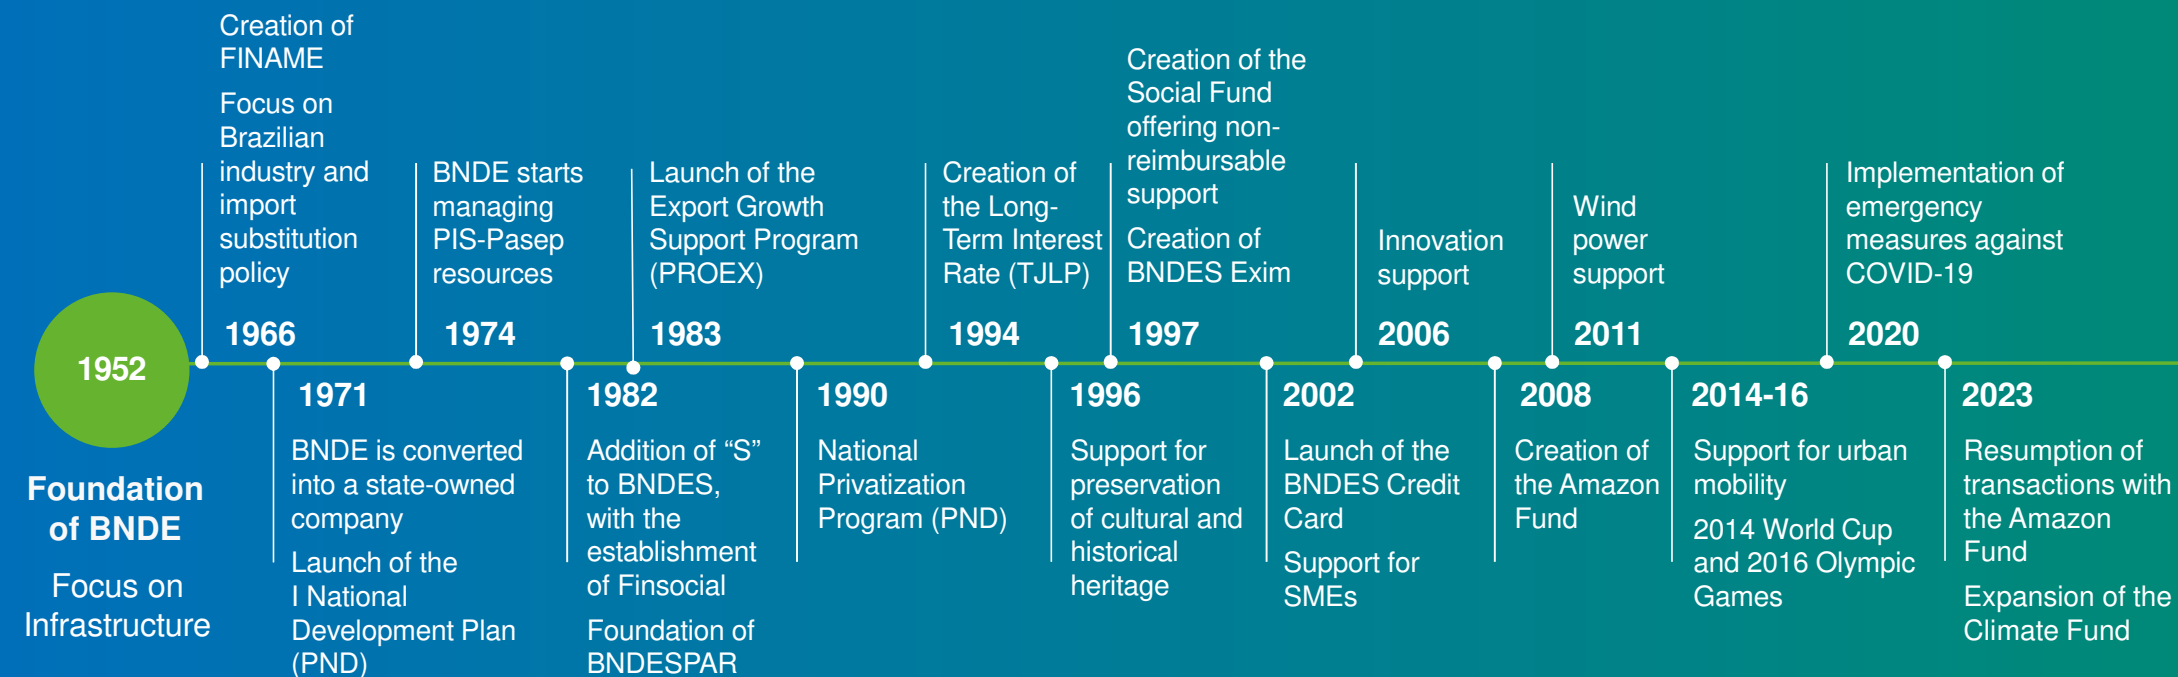 1952
Foundation
of BNDE
Focus on
Infrastructure
Creation of
FINAME
Focus on
Brazilian
industry and
import
substitution
policy
1966
1971
BNDE is converted
into a state-owned
company
Launch of the
I National
Development Plan
(PND)
BNDE starts
managing
PIS-Pasep
resources
1974
1982
Addition of “S”
to BNDES,
with the
establishment
of Finsocial
Foundation of
BNDESPAR
Launch of the
Export Growth
Support Program
(PROEX)
1983
1990
National
Privatization
Program (PND)
Creation of
the Long-
Term Interest
Rate (TJLP)
1994
1996
Support for
preservation
of cultural and
historical
heritage
Creation of the
Social Fund
offering non-
reimbursable
support
Creation of
BNDES Exim
1997
2002
Launch of the
BNDES Credit
Card
Support for
SMEs
Innovation
support
2006
2008
Creation of
the Amazon
Fund
Wind
power
support
2011
2014-16
Support for urban
mobility
2014 World Cup
and 2016 Olympic
Games
Implementation of
emergency
measures against
COVID-19
2020
2023
Resumption of
transactions with
the Amazon
Fund
Expansion of the
Climate Fund